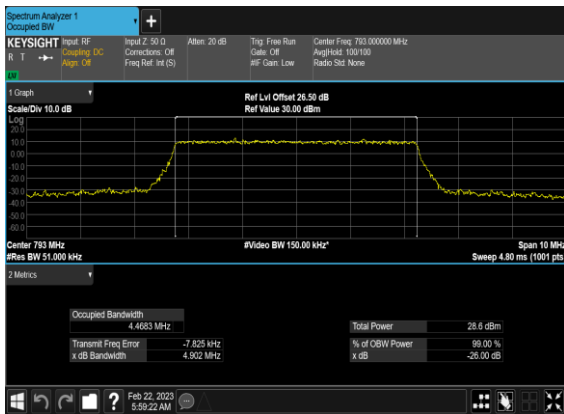 Spectrum Analyzer 1
Occupied BW
+
KEYSIGHT
R T
Input: RF
Coupling: DC
Align: Off
Input Z: 50 Ω
Corrections: Off
Freq Ref: Int (S)
Atten: 20 dB
Trig: Free Run
Gate: Off
#IF Gain: Low
Center Freq: 793.000000 MHz
Avg|Hold: 100/100
Radio Std: None
1 Graph
Scale/Div 10.0 dB
Ref Lvl Offset 26.50 dB
Ref Value 30.00 dBm
Log
20.0
10.0
0.00
-10.0
-20.0
-30.0
-40.0
-50.0
-60.0
Center 793 MHz
#Video BW 150.00 kHz*
Span 10 MHz
#Res BW 51.000 kHz
Sweep 4.80 ms (1001 pts
2 Metrics
Occupied Bandwidth
4.4683 MHz
Total Power 28.6 dBm
Transmit Freq Error -7.825 kHz
% of OBW Power 99.00 %
x dB Bandwidth 4.902 MHz
x dB -26.00 dB
?
Feb 22, 2023
5:59:22 AM